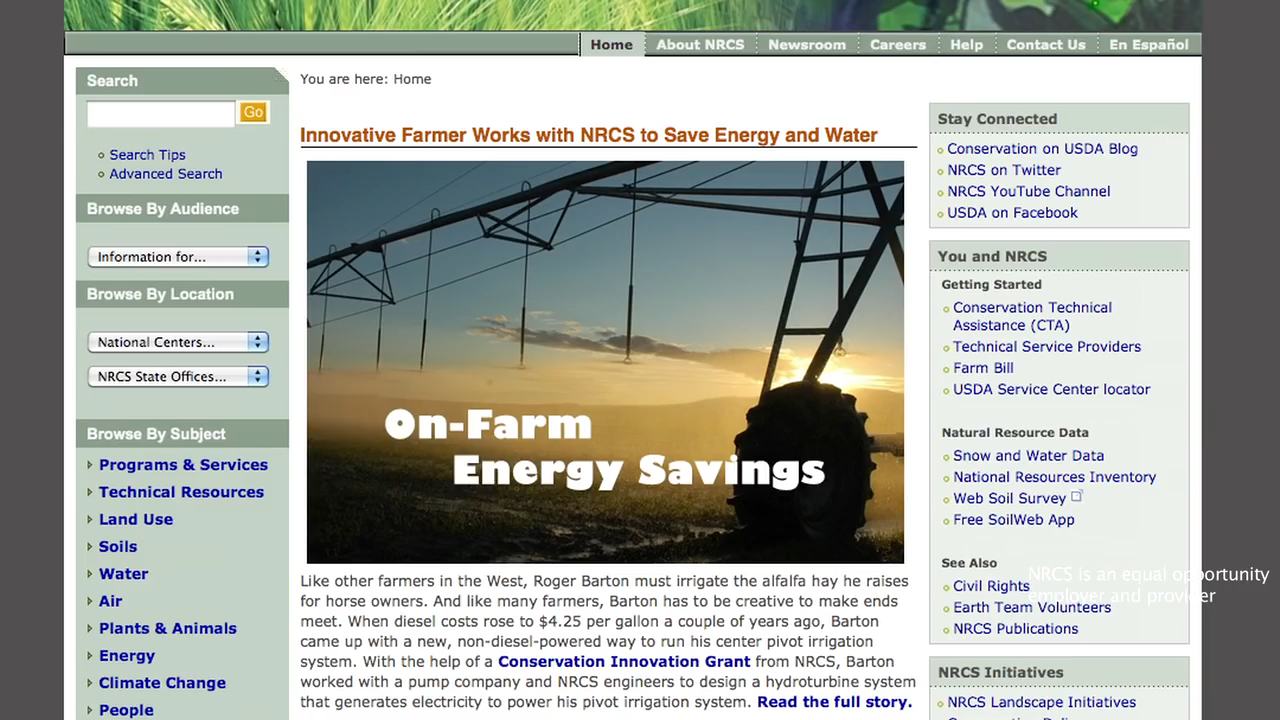 Home About NRCS Newsroom Careers Help Contact Us En Español
Search
Go
Search Tips
Advanced Search
Browse By Audience
Information for...
Browse By Location
National Centers...
NRCS State Offices...
Browse By Subject
Programs & Services
Technical Resources
Land Use
Soils
Water
Air
Plants & Animals
Energy
Climate Change
People
You are here: Home
Innovative Farmer Works with NRCS to Save Energy and Water
On-Farm
Energy Savings
Like other farmers in the West, Roger Barton must irrigate the alfalfa hay he raises
for horse owners. And like many farmers, Barton has to be creative to make ends
meet. When diesel costs rose to $4.25 per gallon a couple of years ago, Barton
came up with a new, non-diesel-powered way to run his center pivot irrigation
system. With the help of a Conservation Innovation Grant from NRCS, Barton
worked with a pump company and NRCS engineers to design a hydroturbine system
that generates electricity to power his pivot irrigation system. Read the full story.
Stay Connected
Conservation on USDA Blog
NRCS on Twitter
NRCS YouTube Channel
USDA on Facebook
You and NRCS
Getting Started
Conservation Technical
Assistance (CTA)
Technical Service Providers
Farm Bill
USDA Service Center locator
Natural Resource Data
Snow and Water Data
National Resources Inventory
Web Soil Survey
Free SoilWeb App
See Also
Civil Rights
Earth Team Volunteers
NRCS Publications
NRCS is an equal opportunity
employer and provider
NRCS Initiatives
NRCS Landscape Initiatives